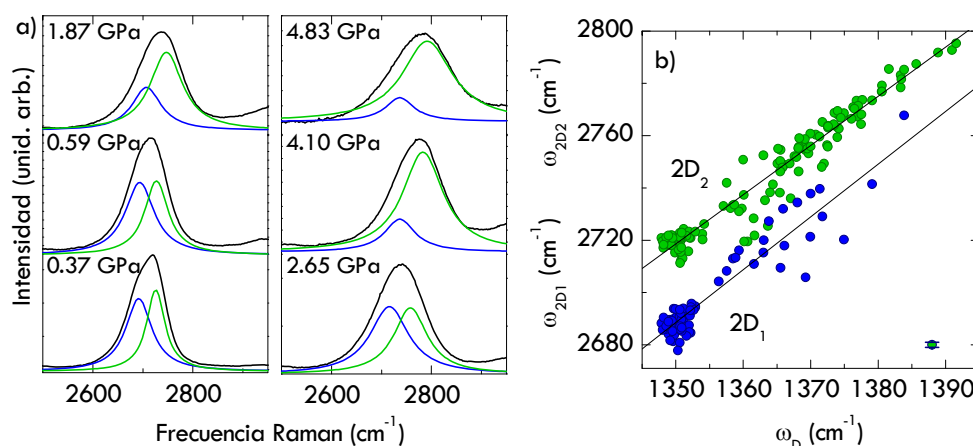 a)
1.87 GPa
0.59 GPa
0.37 GPa
2600
2800
4.83 GPa
4.10 GPa
2.65 GPa
2600
2800
Intensidad (unid. arb.)
Frecuencia Raman (cm⁻¹)
b)
2800
2760
2720
2680
ω2D2 (cm⁻¹)
ω2D1 (cm⁻¹)
2D₂
2D₁
1350
1360
1370
1380
1390
ωD (cm⁻¹)